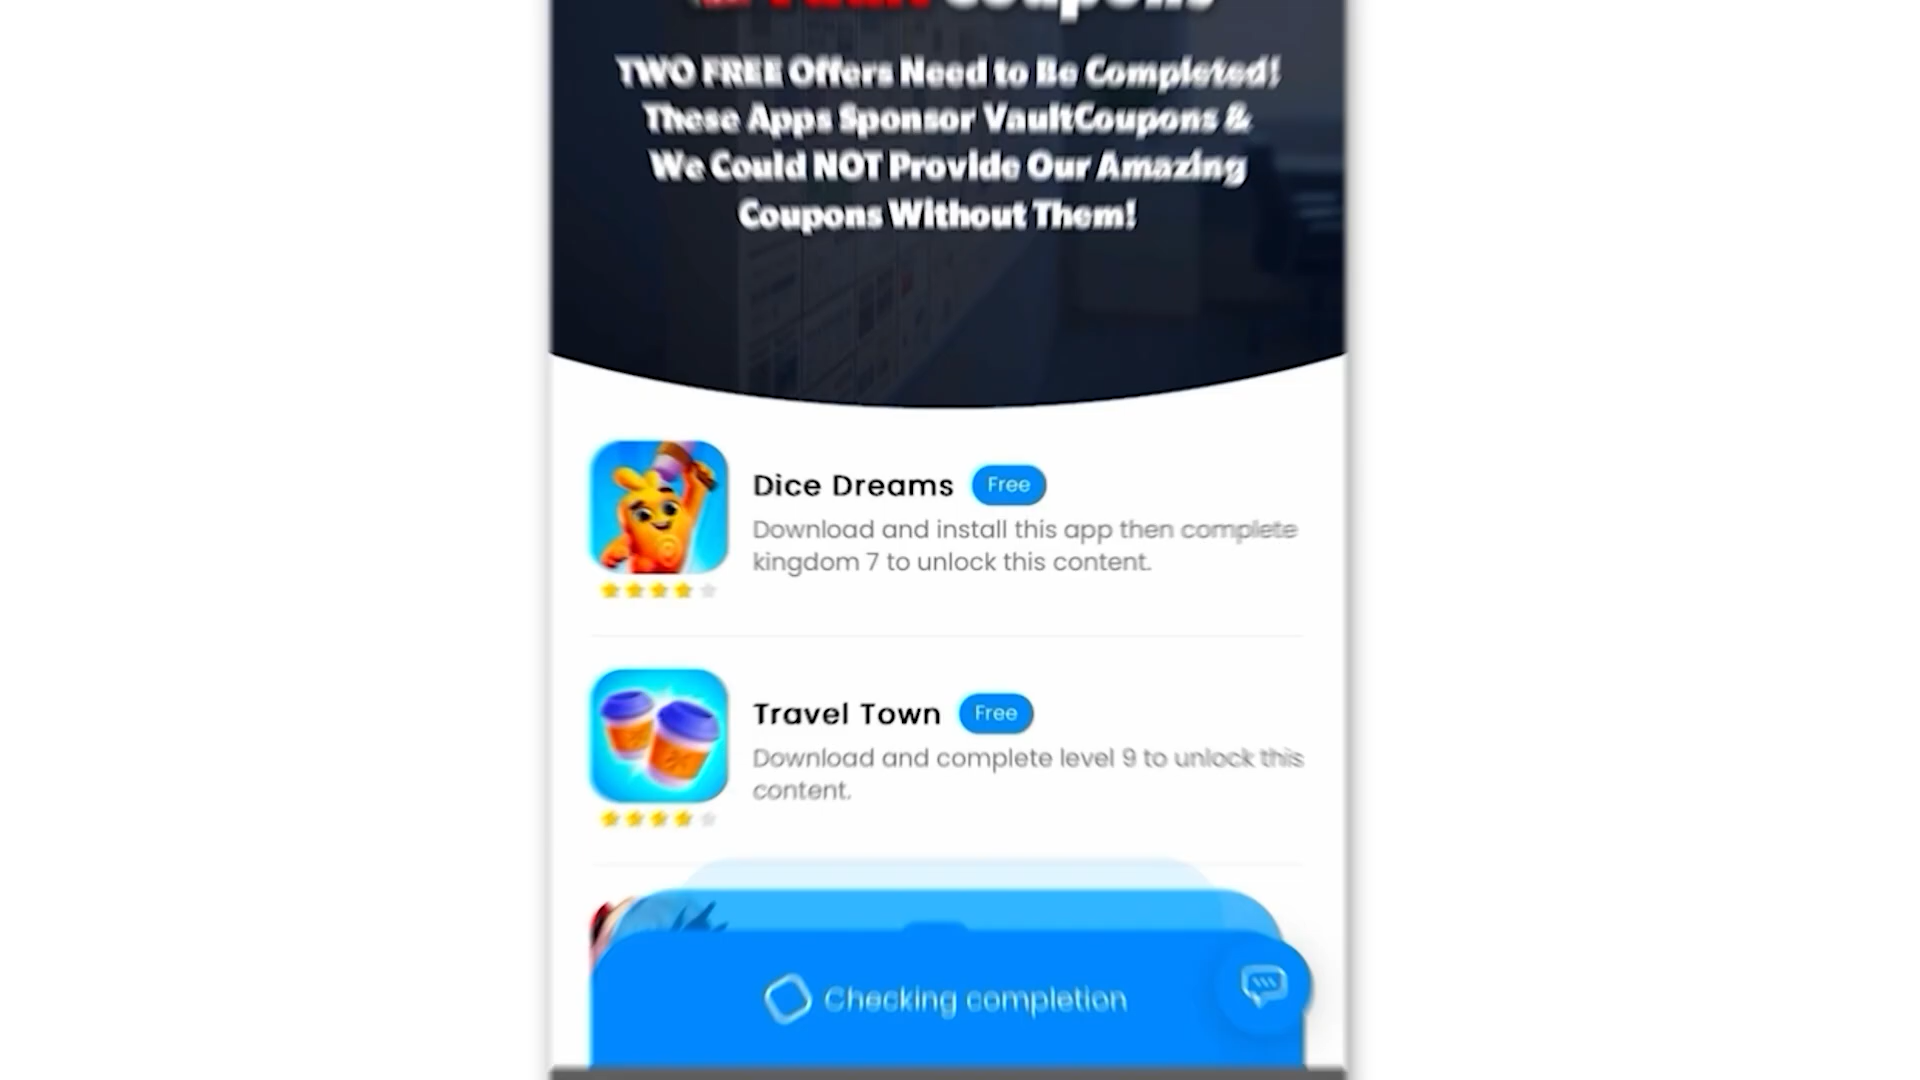 Vault Coupons
TWO FREE Offers Need to Be Completed!
These Apps Sponsor VaultCoupons &
We Could NOT Provide Our Amazing
Coupons Without Them!
Dice Dreams Free
Download and install this app then complete
kingdom 7 to unlock this content.
Travel Town Free
Download and complete level 9 to unlock this
content.
Checking completion